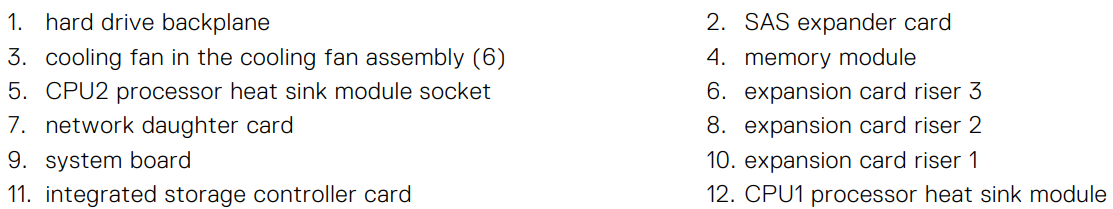 1. hard drive backplane 2. SAS expander card
3. cooling fan in the cooling fan assembly (6) 4. memory module
5. CPU2 processor heat sink module socket 6. expansion card riser 3
7. network daughter card 8. expansion card riser 2
9. system board 10. expansion card riser 1
11. integrated storage controller card 12. CPU1 processor heat sink module